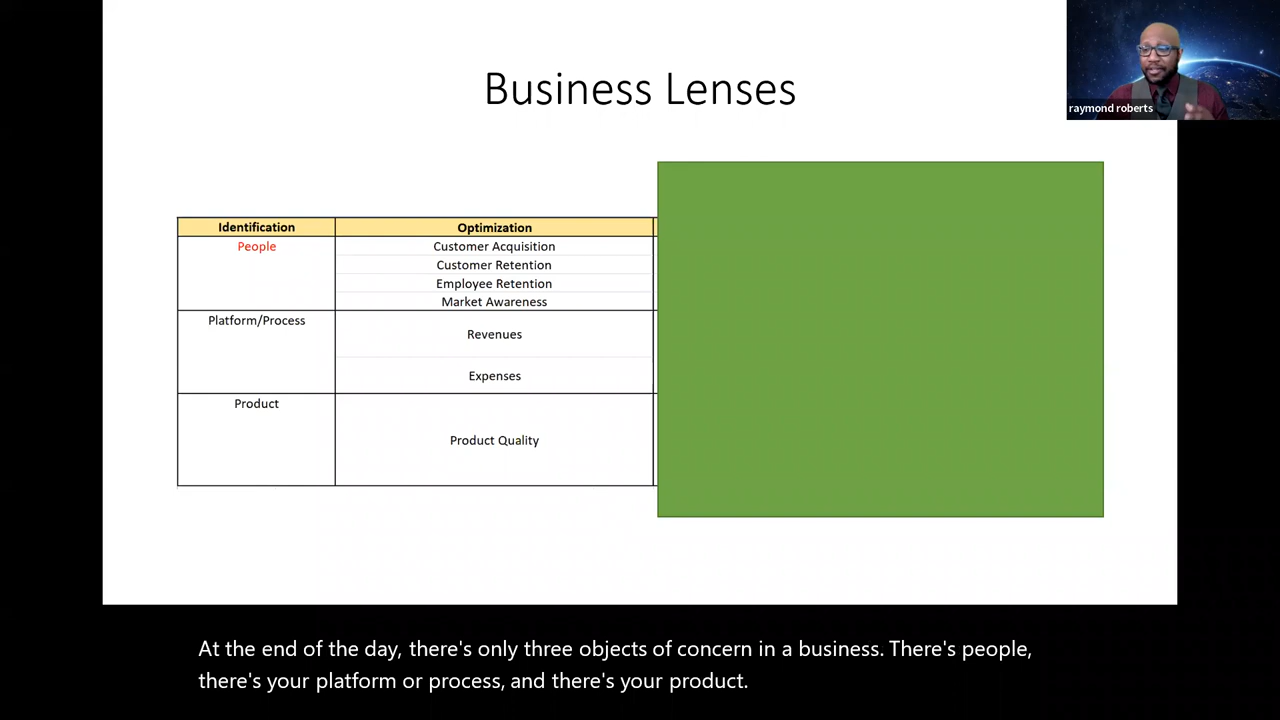 Business Lenses
raymond roberts
Identification
Optimization
People
Customer Acquisition
Customer Retention
Employee Retention
Market Awareness
Platform/Process
Revenues
Expenses
Product
Product Quality
At the end of the day, there's only three objects of concern in a business. There's people,
there's your platform or process, and there's your product.